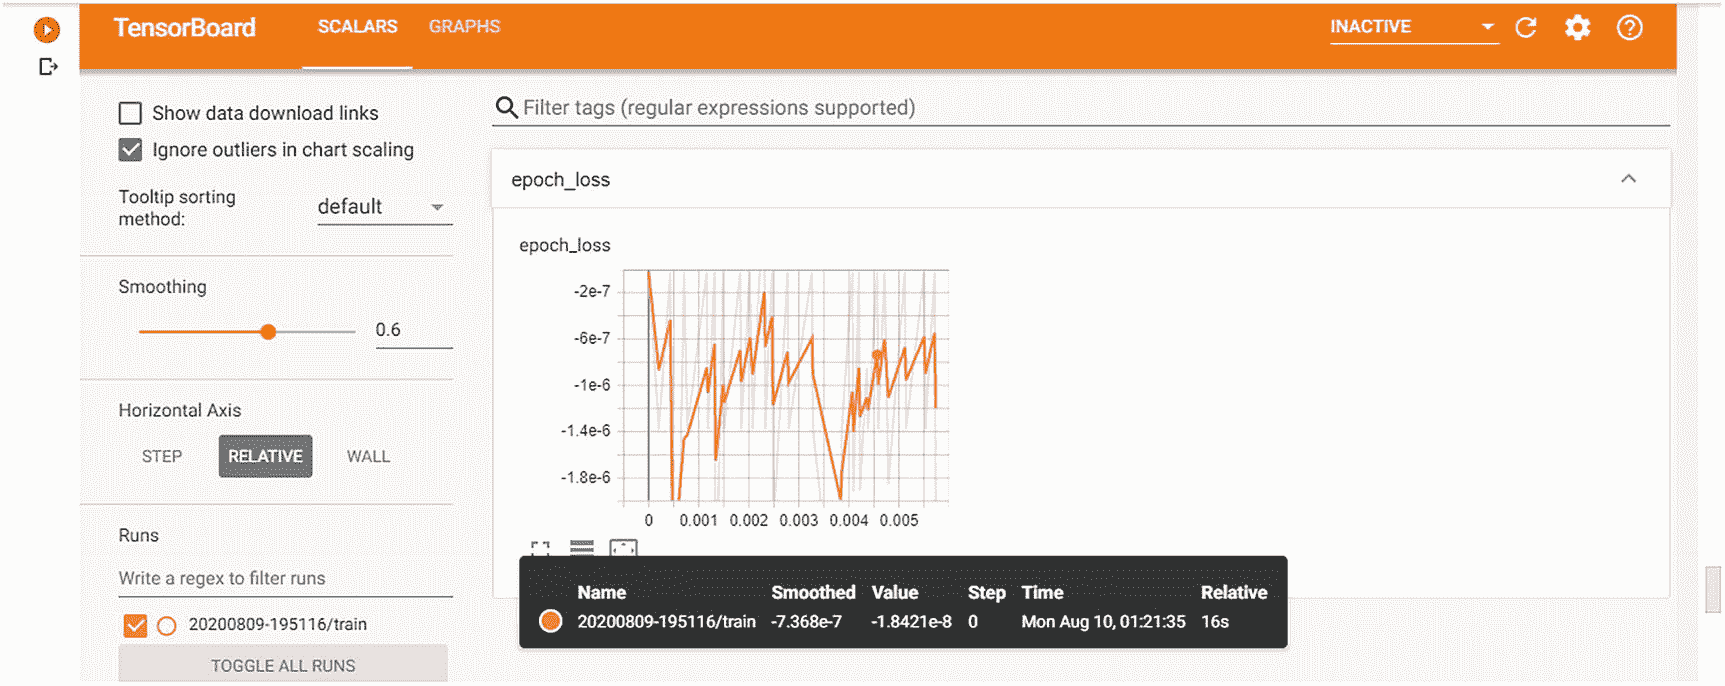 TensorBoard SCALARS GRAPHS INACTIVE
Show data download links
Ignore outliers in chart scaling
Tooltip sorting
method:
default
Smoothing
0.6
Horizontal Axis
STEP RELATIVE WALL
Runs
Write a regex to filter runs
20200809-195116/train
TOGGLE ALL RUNS
Filter tags (regular expressions supported)
epoch_loss
epoch_loss
-2e-7
-6e-7
-1e-6
-1.4e-6
-1.8e-6
0 0.001 0.002 0.003 0.004 0.005
Name Smoothed Value Step Time Relative
20200809-195116/train -7.368e-7 -1.8421e-8 0 Mon Aug 10, 01:21:35 16s